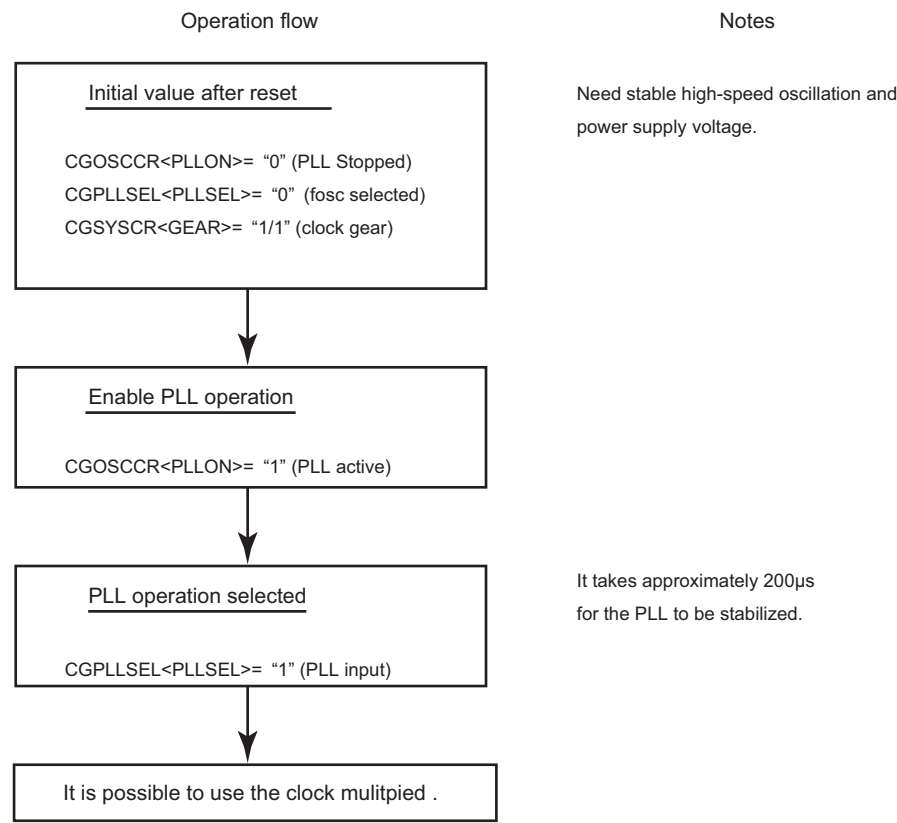 Operation flow
Notes
Initial value after reset
CGOSCCR<PLLON>= “0” (PLL Stopped)
CGPLLSEL<PLLSEL>= “0” (fosc selected)
CGSYSCR<GEAR>= “1/1” (clock gear)
Need stable high-speed oscillation and
power supply voltage.
Enable PLL operation
CGOSCCR<PLLON>= “1” (PLL active)
PLL operation selected
CGPLLSEL<PLLSEL>= “1” (PLL input)
It takes approximately 200μs
for the PLL to be stabilized.
It is possible to use the clock mulitpied .